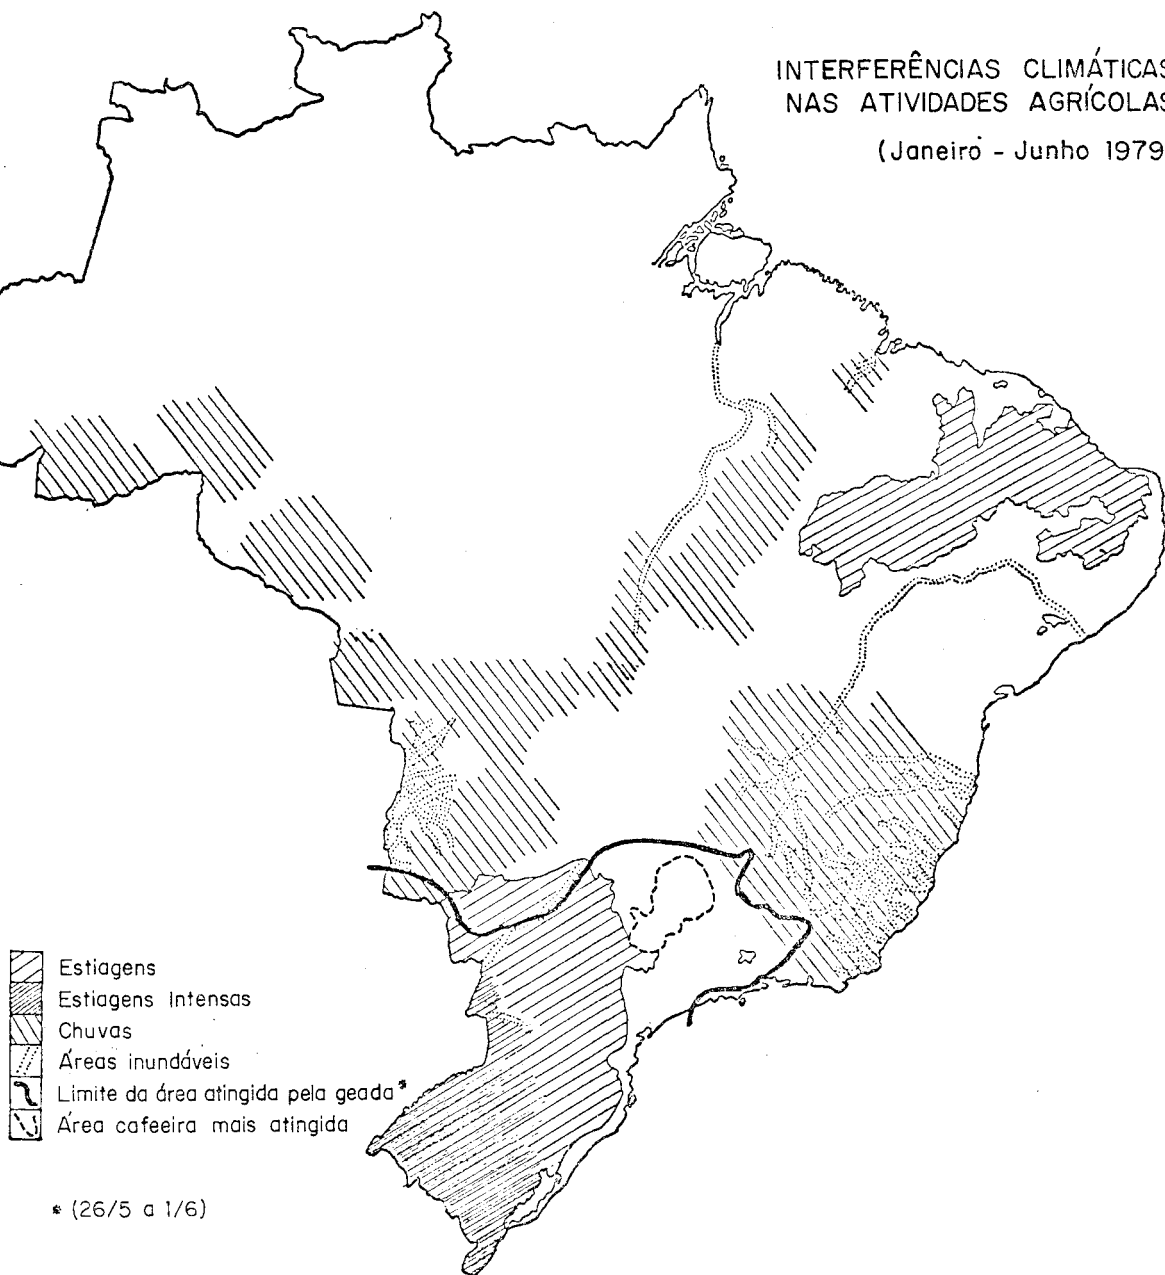 INTERFERÊNCIAS CLIMÁTICAS
NAS ATIVIDADES AGRÍCOLAS
(Janeiro - Junho 1979
Estiagens
Estiagens Intensas
Chuvas
Áreas inundáveis
Limite da área atingida pela geada*
Área cafeeira mais atingida
* (26/5 a 1/6)